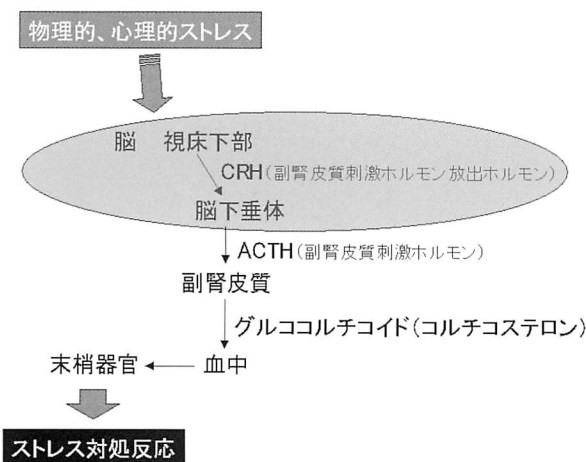 物理的、心理的ストレス
脳 視床下部
CRH(副腎皮質刺激ホルモン放出ホルモン)
脳下垂体
ACTH(副腎皮質刺激ホルモン)
副腎皮質
グルココルチコイド(コルチコステロン)
末梢器官 血中
ストレス対処反応